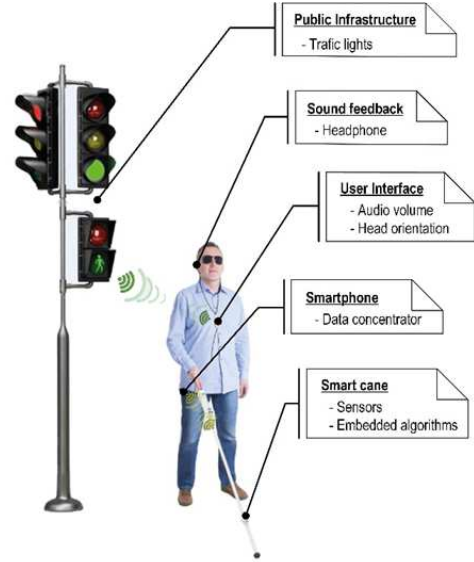 Public Infrastructure
- Trafic lights
Sound feedback
- Headphone
User Interface
- Audio volume
- Head orientation
Smartphone
- Data concentrator
Smart cane
- Sensors
- Embedded algorithms